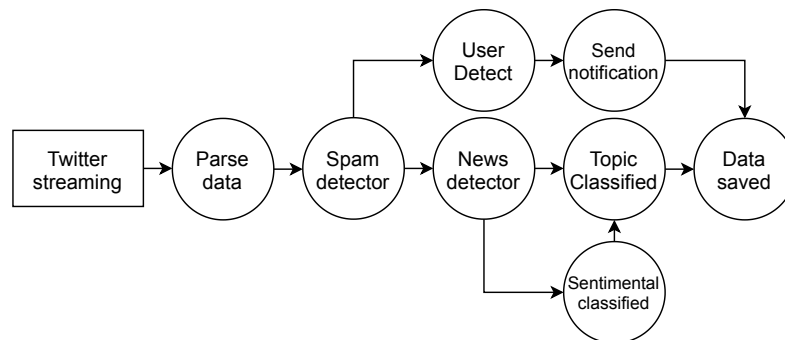 User
Detect
Send
notification
Twitter
streaming
Parse
data
Spam
detector
News
detector
Topic
Classified
Data
saved
Sentimental
classified